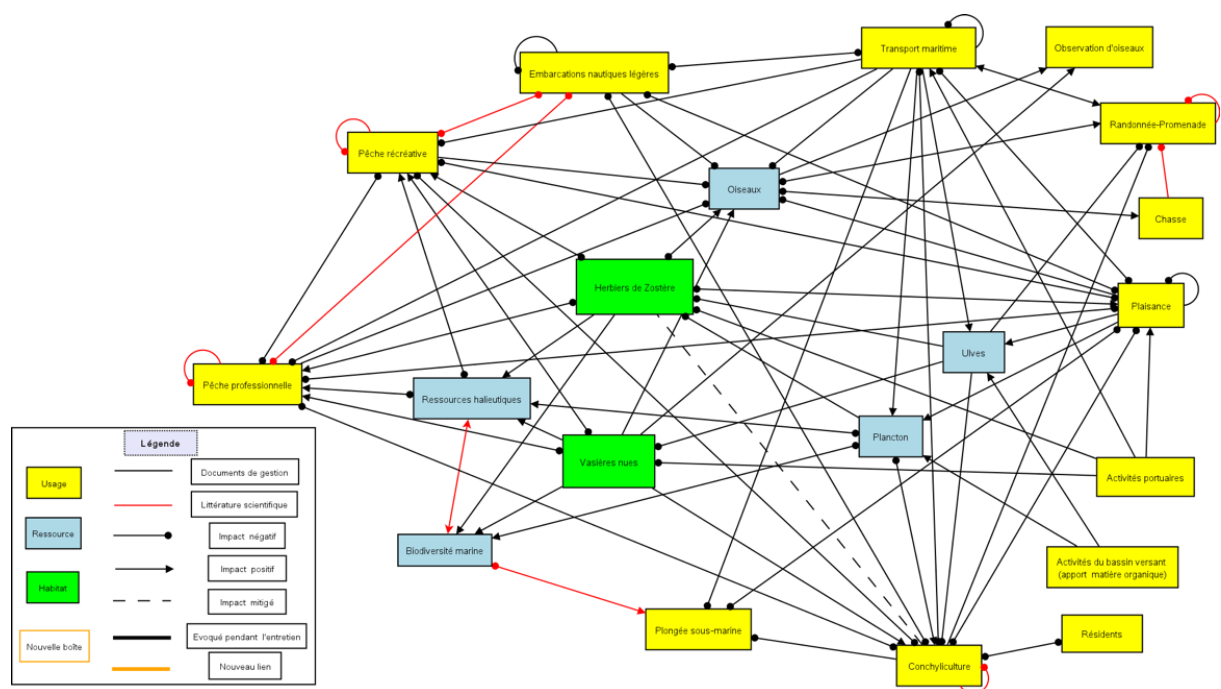 Transport maritime
Observation d'oiseaux
Embarcations nautiques légères
Randonnée-Promenade
Pêche récréative
Oiseaux
Chasse
Herbiers de Zostère
Plaisance
Ulves
Pêche professionnelle
Ressources halieutiques
Plancton
Vasières nues
Activités portuaires
Biodiversité marine
Activités du bassin versant
(apport matière organique)
Plongée sous-marine
Résidents
Conchyliculture
Légende
Usage
Documents de gestion
Littérature scientifique
Ressource
Impact négatif
Impact positif
Habitat
Impact mitigé
Nouvelle boîte
Evoqué pendant l'entretien
Nouveau lien